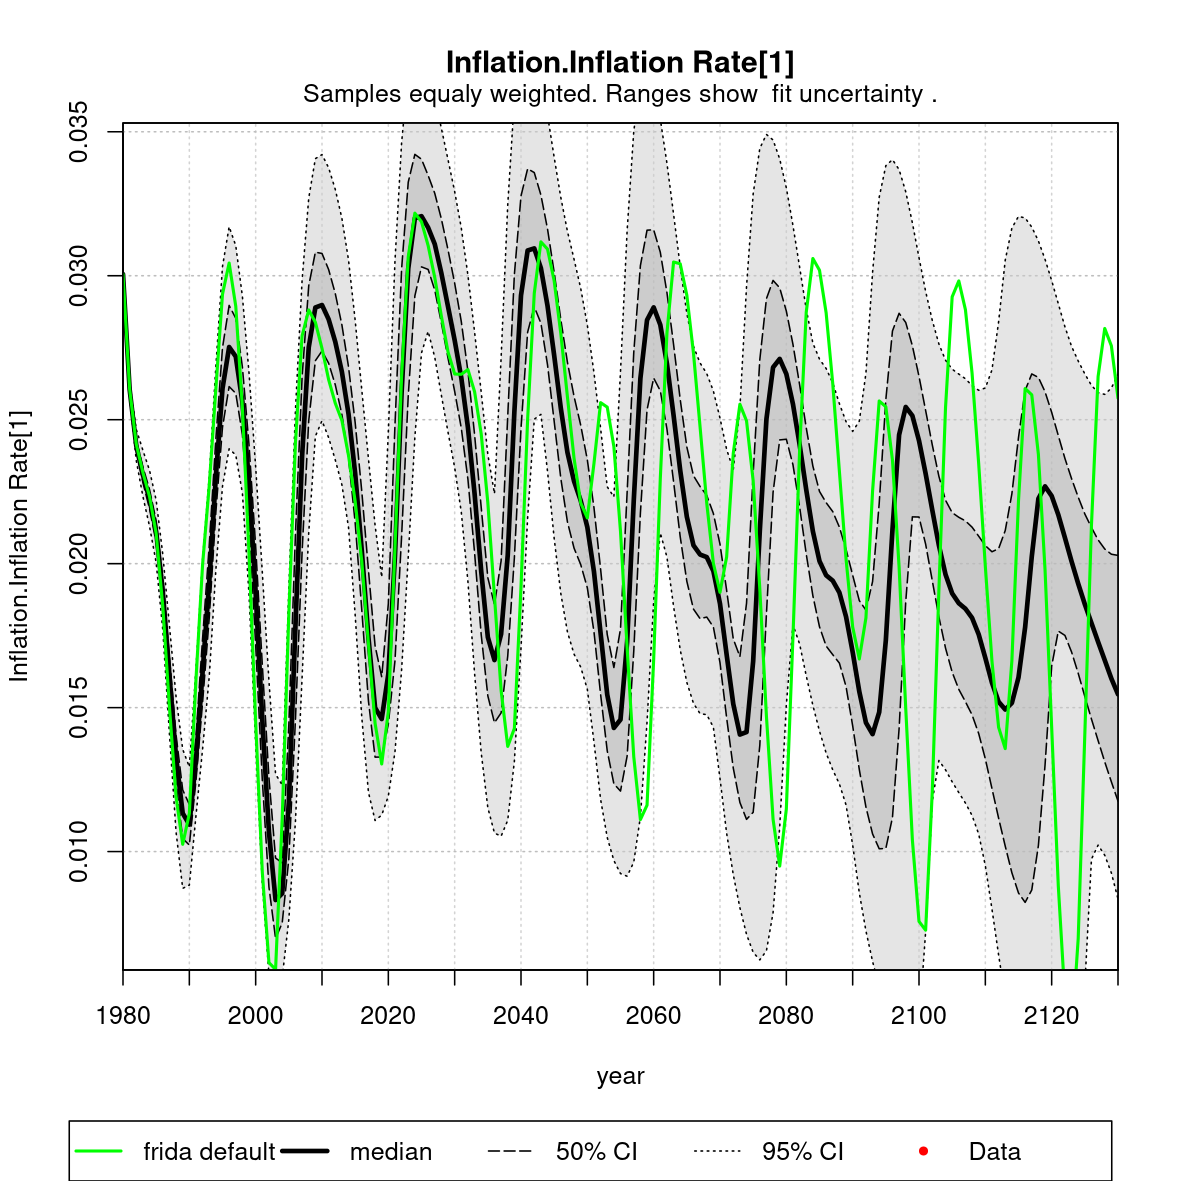 Inflation.Inflation Rate[1]
Samples equaly weighted. Ranges show  fit uncertainty .
Inflation.Inflation Rate[1]
0.035
0.030
0.025
0.020
0.015
0.010
1980 2000 2020 2040 2060 2080 2100 2120
year
frida default median 50% CI 95% CI Data